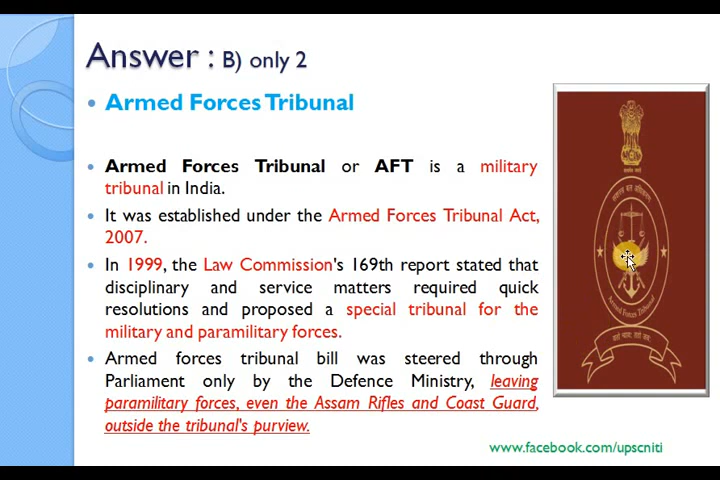 Answer : B) only 2
• Armed Forces Tribunal
• Armed Forces Tribunal or AFT is a military
tribunal in India.
• It was established under the Armed Forces Tribunal Act,
2007.
• In 1999, the Law Commission's 169th report stated that
disciplinary and service matters required quick
resolutions and proposed a special tribunal for the
military and paramilitary forces.
• Armed forces tribunal bill was steered through
Parliament only by the Defence Ministry, leaving
paramilitary forces, even the Assam Rifles and Coast Guard,
outside the tribunal's purview.
Armed Forces Tribunal
www.facebook.com/upscniti